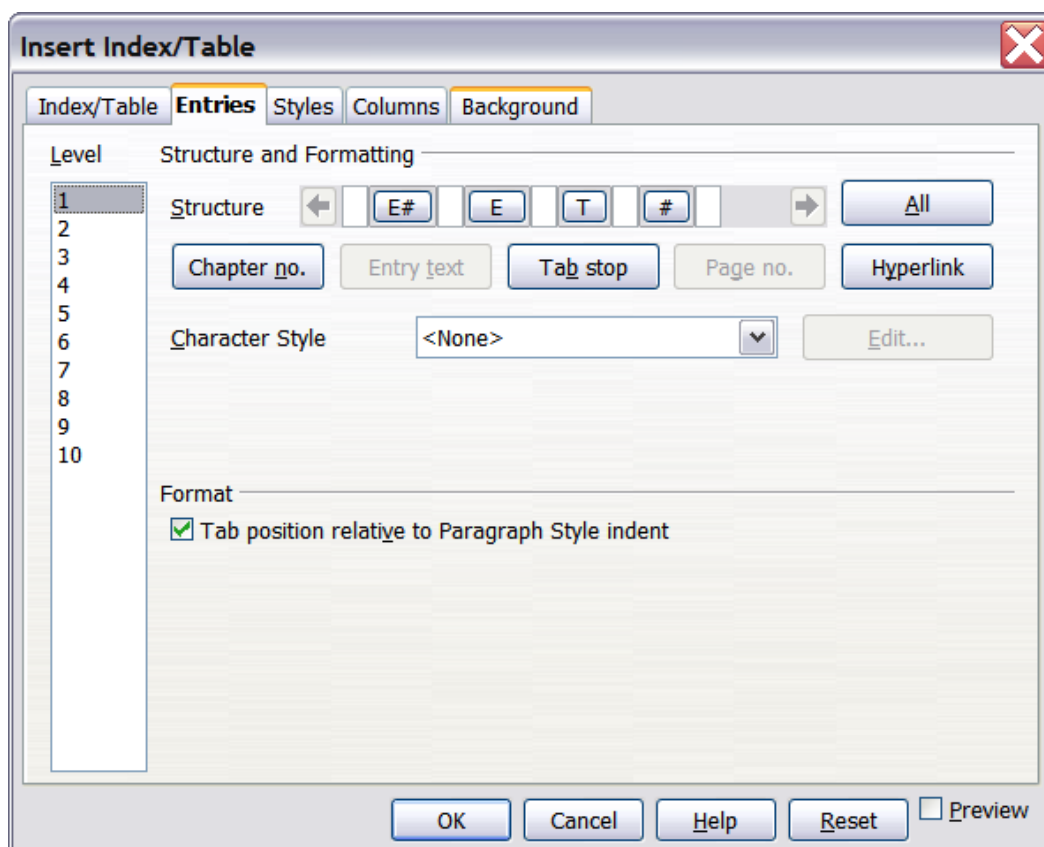 Insert Index/Table
Index/Table Entries Styles Columns Background
Level Structure and Formatting
Structure E# E T # All
Chapter no. Entry text Tab stop Page no. Hyperlink
Character Style <None> Edit...
1
2
3
4
5
6
7
8
9
10
Format
Tab position relative to Paragraph Style indent
OK Cancel Help Reset Preview